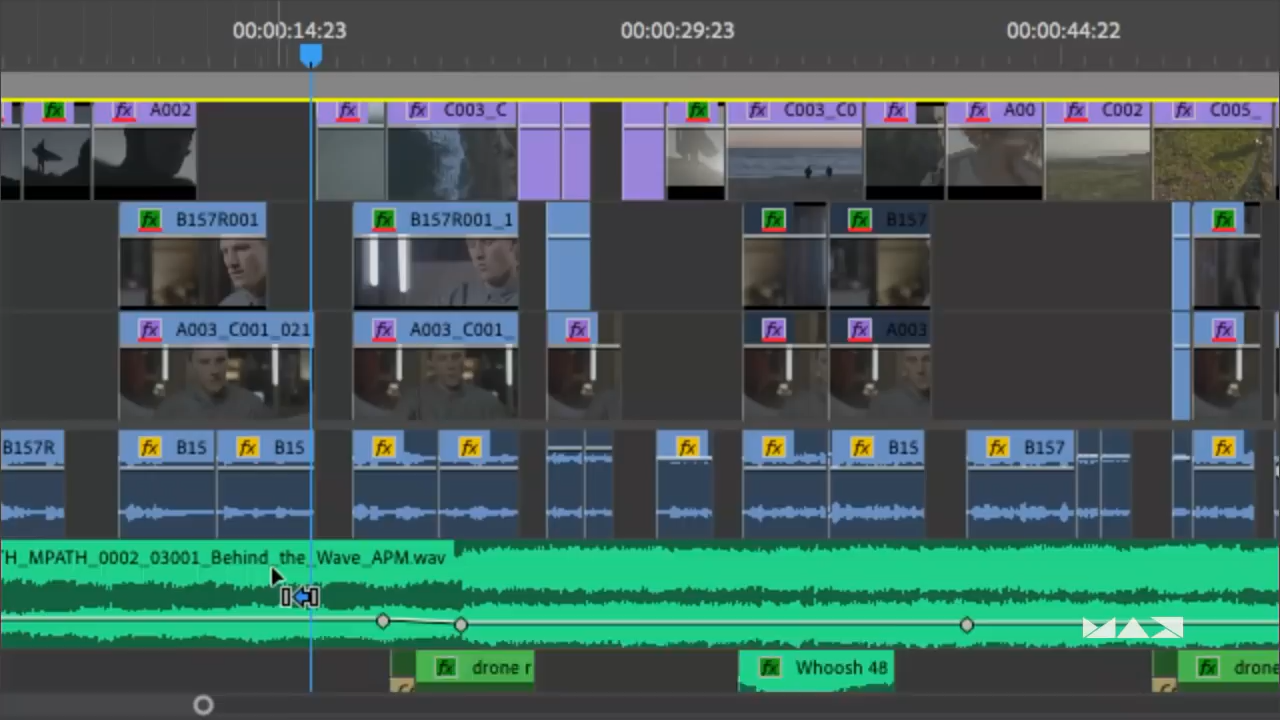 00:00:14:23 00:00:29:23 00:00:44:22
fx fx A002 fx fx C003_C fx fx C003_C0 fx fx A00 fx C002 fx C005_
fx B157R001 fx B157R001_1 fx fx B157 fx
fx A003_C001_021 fx A003_C001_ fx fx fx A003 fx
B157R fx B15 fx B15 fx fx fx fx fx B15 fx B157 fx
TH_MPATH_0002_03001_Behind_the_Wave_APM.wav
MAX
fx drone r fx Whoosh 48 fx drone